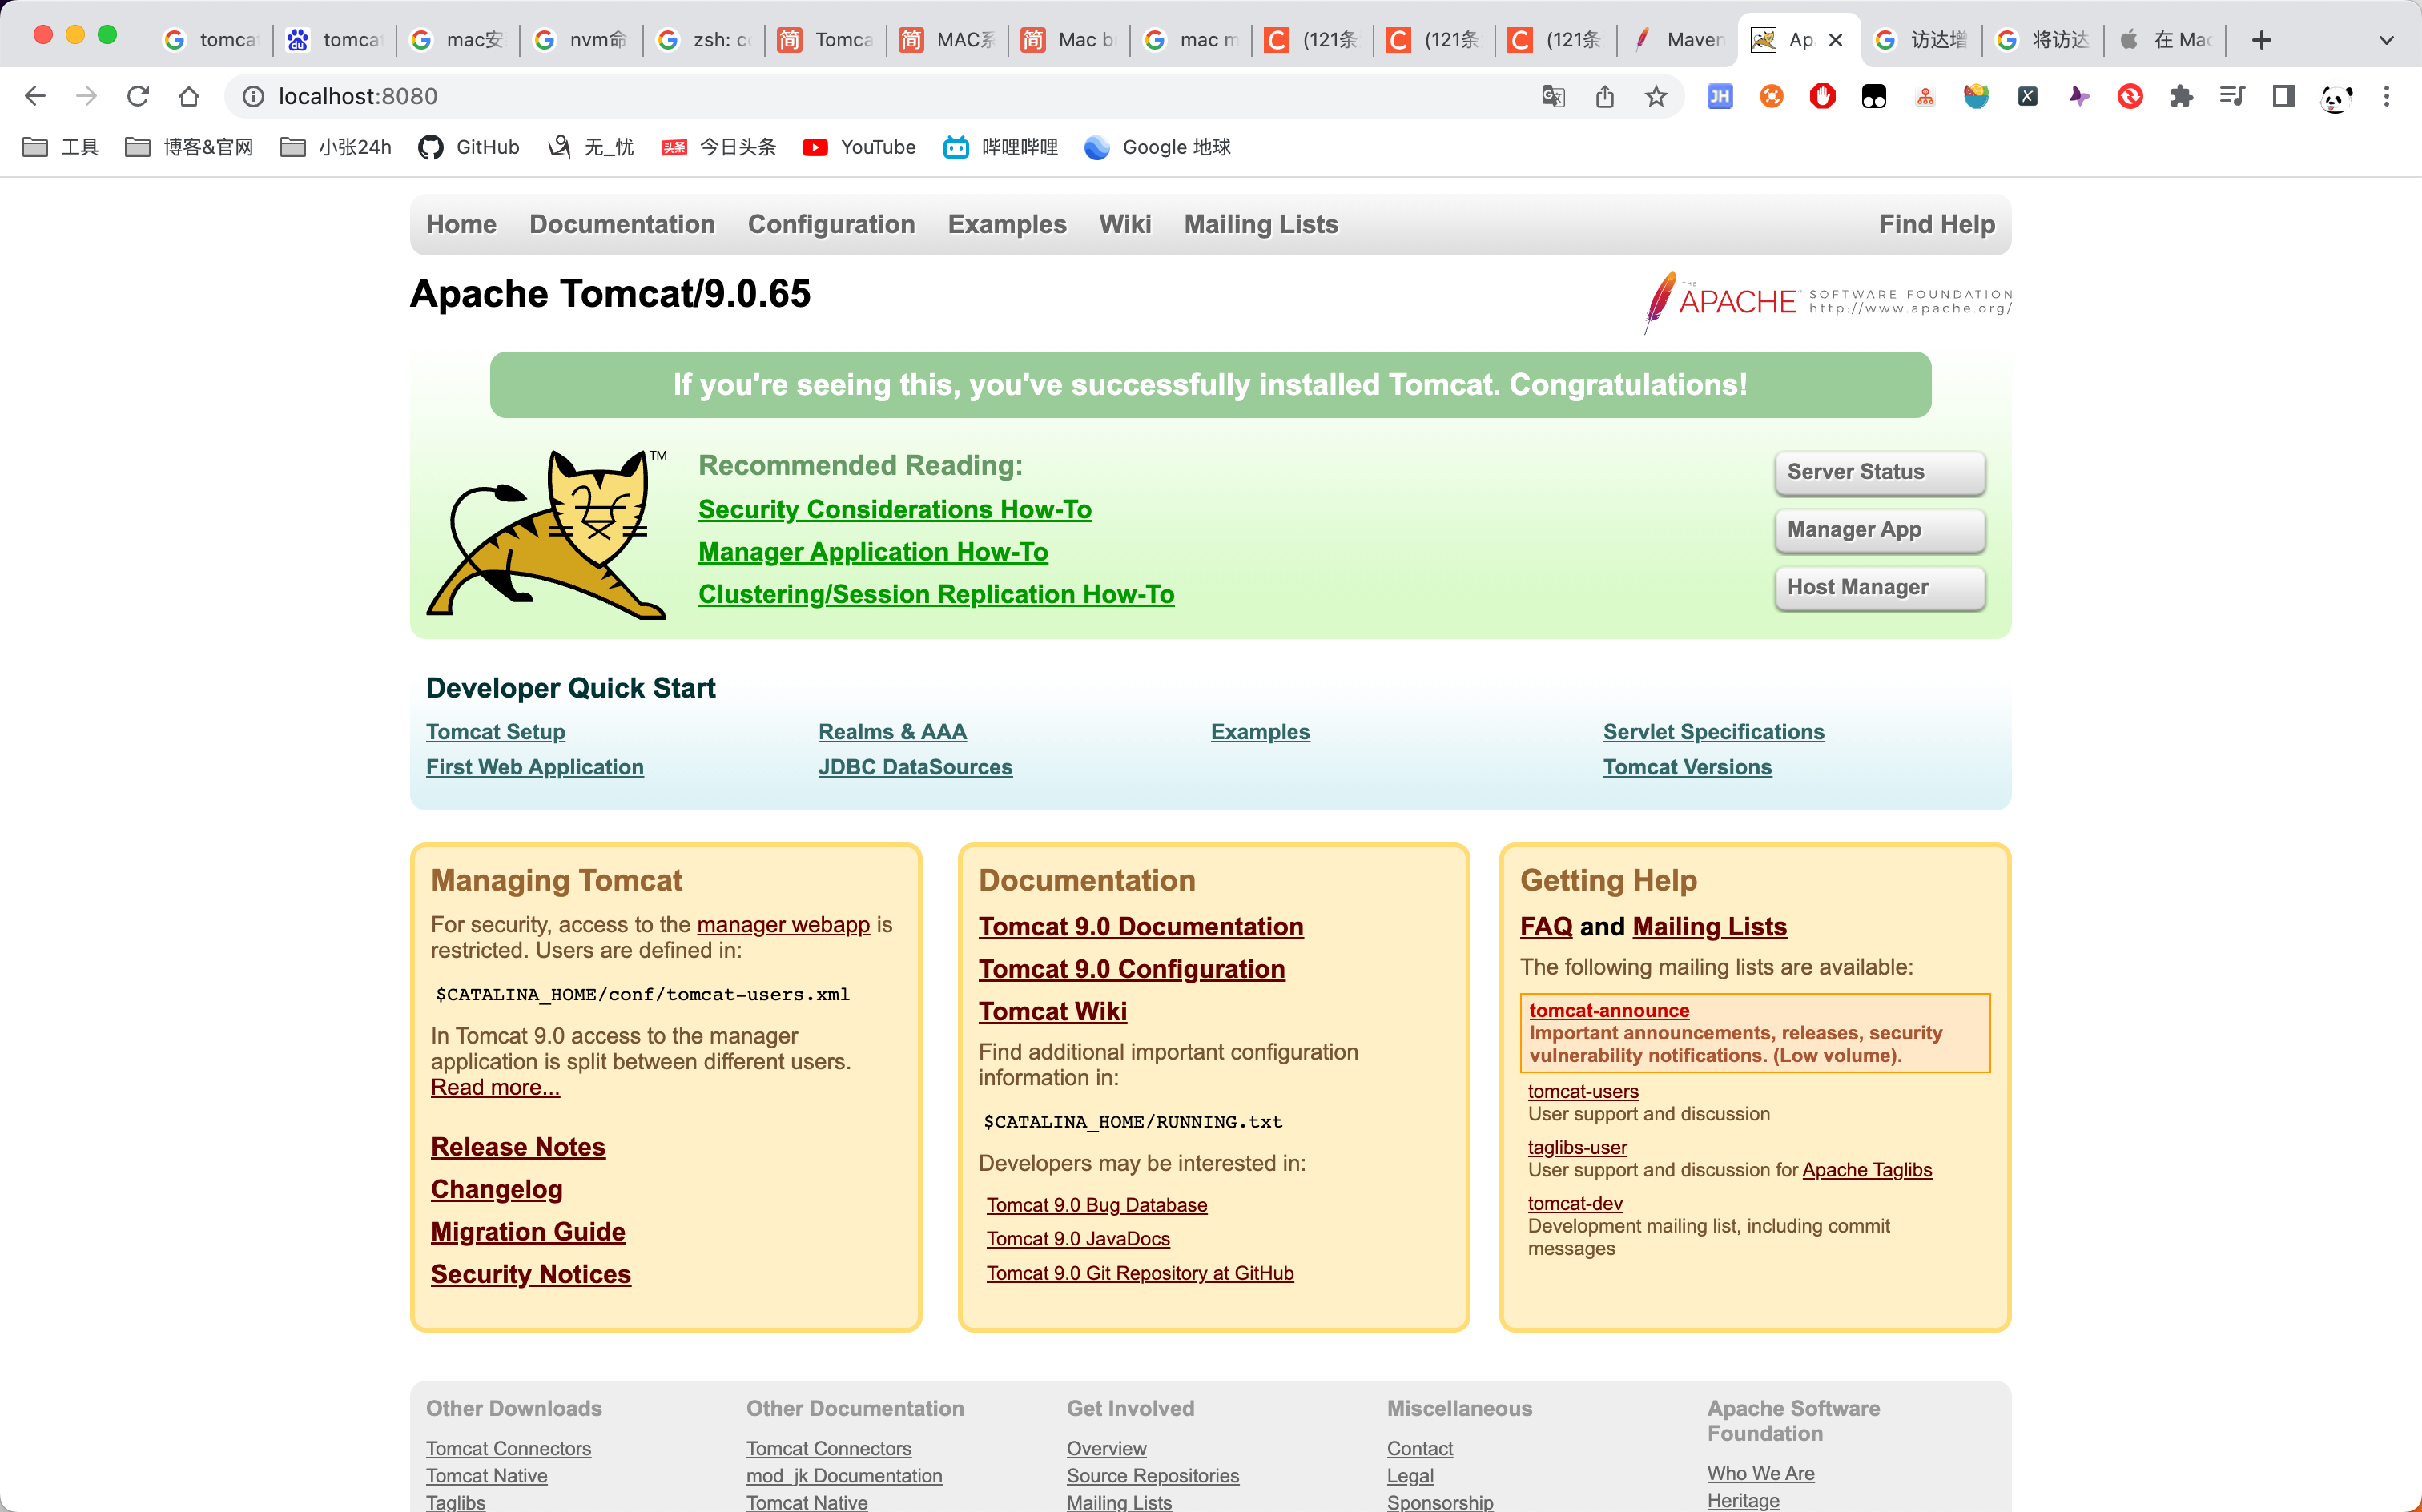 tomca
tomca
mac安
nvm命
zsh: c
Tomca
MAC系
Mac b
mac m
(121条
(121条
(121条
Maven
Ap
访达增
将访达
在 Mac
localhost:8080
工具
博客&官网
小张24h
GitHub
无_忧
头条 今日头条
YouTube
哔哩哔哩
Google 地球
Home Documentation Configuration Examples Wiki Mailing Lists Find Help
Apache Tomcat/9.0.65
THE APACHE SOFTWARE FOUNDATION
http://www.apache.org/
If you're seeing this, you've successfully installed Tomcat. Congratulations!
TM
Recommended Reading:
Security Considerations How-To
Manager Application How-To
Clustering/Session Replication How-To
Server Status
Manager App
Host Manager
Developer Quick Start
Tomcat Setup
First Web Application
Realms & AAA
JDBC DataSources
Examples
Servlet Specifications
Tomcat Versions
Managing Tomcat
For security, access to the manager webapp is
restricted. Users are defined in:
$CATALINA_HOME/conf/tomcat-users.xml
In Tomcat 9.0 access to the manager
application is split between different users.
Read more...
Release Notes
Changelog
Migration Guide
Security Notices
Documentation
Tomcat 9.0 Documentation
Tomcat 9.0 Configuration
Tomcat Wiki
Find additional important configuration
information in:
$CATALINA_HOME/RUNNING.txt
Developers may be interested in:
Tomcat 9.0 Bug Database
Tomcat 9.0 JavaDocs
Tomcat 9.0 Git Repository at GitHub
Getting Help
FAQ and Mailing Lists
The following mailing lists are available:
tomcat-announce
Important announcements, releases, security
vulnerability notifications. (Low volume).
tomcat-users
User support and discussion
taglibs-user
User support and discussion for Apache Taglibs
tomcat-dev
Development mailing list, including commit
messages
Other Downloads
Tomcat Connectors
Tomcat Native
Taglibs
Other Documentation
Tomcat Connectors
mod_jk Documentation
Tomcat Native
Get Involved
Overview
Source Repositories
Mailing Lists
Miscellaneous
Contact
Legal
Sponsorship
Apache Software
Foundation
Who We Are
Heritage